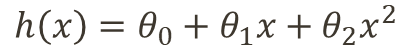 h(x) = θ₀ + θ₁x + θ₂x²